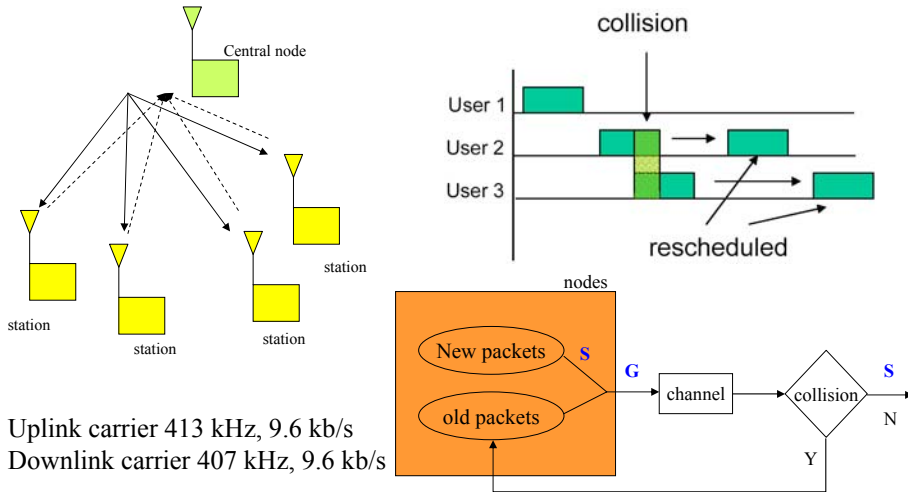 Central node
station
station
station
station
collision
User 1
User 2
User 3
rescheduled
nodes
New packets
S
old packets
G
channel
collision
S
N
Y
Uplink carrier 413 kHz, 9.6 kb/s
Downlink carrier 407 kHz, 9.6 kb/s